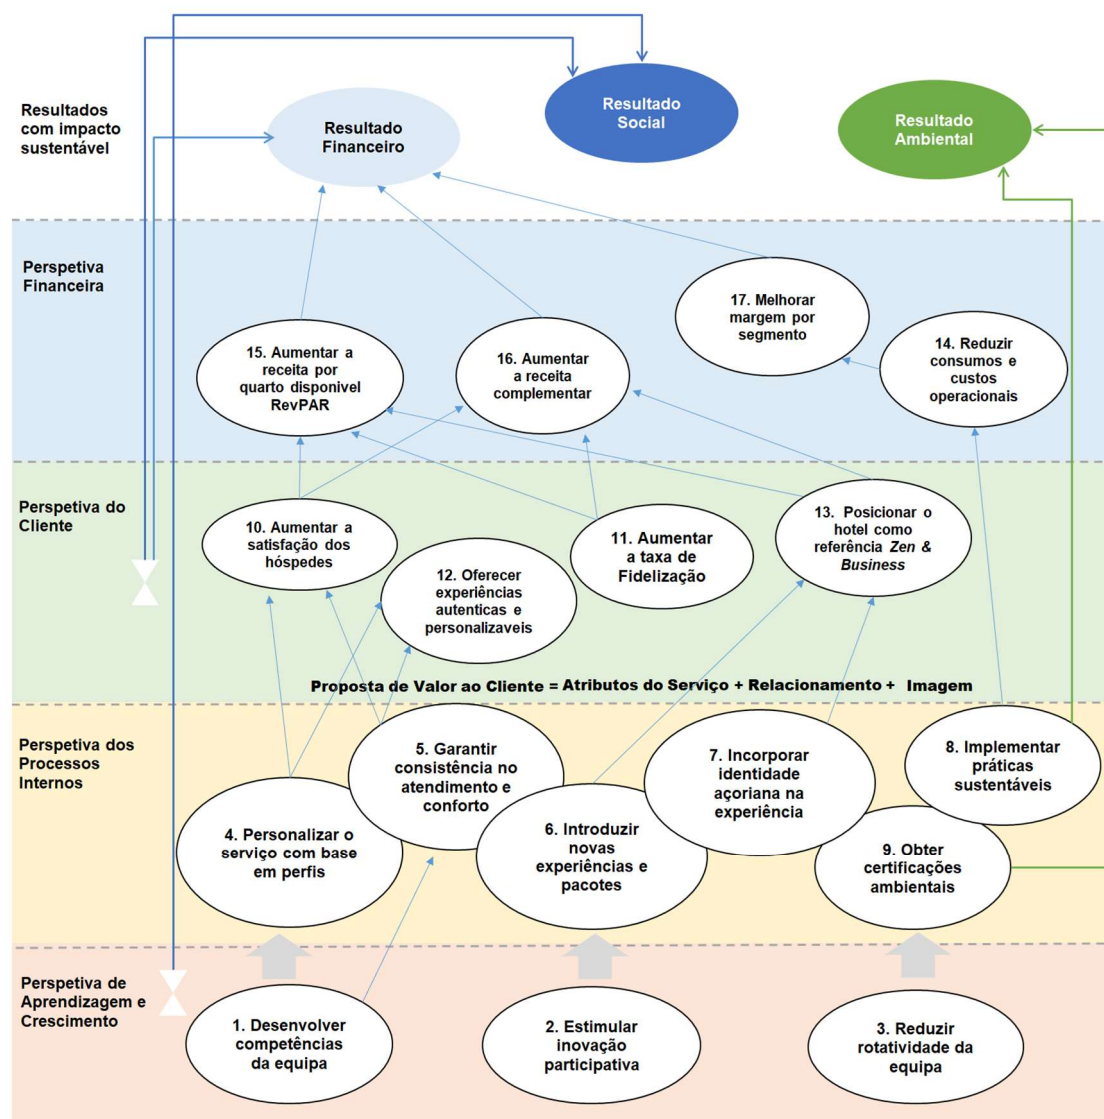 Resultados
com impacto
sustentável
Resultado
Financeiro
Resultado
Social
Resultado
Ambiental
Perspetiva
Financeira
15. Aumentar a
receita por
quarto disponivel
RevPAR
16. Aumentar
a receita
complementar
17. Melhorar
margem por
segmento
14. Reduzir
consumos e
custos
operacionais
Perspetiva do
Cliente
10. Aumentar a
satisfação dos
hóspedes
12. Oferecer
experiências
autenticas e
personalizaveis
11. Aumentar
a taxa de
Fidelização
13. Posicionar o
hotel como
referência Zen &
Business
Proposta de Valor ao Cliente = Atributos do Serviço + Relacionamento + Imagem
Perspetiva dos
Processos
Internos
4. Personalizar o
serviço com base
em perfis
5. Garantir
consistência no
atendimento e
conforto
6. Introduzir
novas
experiências e
pacotes
7. Incorporar
identidade
açoriana na
experiência
8. Implementar
práticas
sustentáveis
9. Obter
certificações
ambientais
Perspetiva de
Aprendizagem e
Crescimento
1. Desenvolver
competências
da equipa
2. Estimular
inovação
participativa
3. Reduzir
rotatividade da
equipa